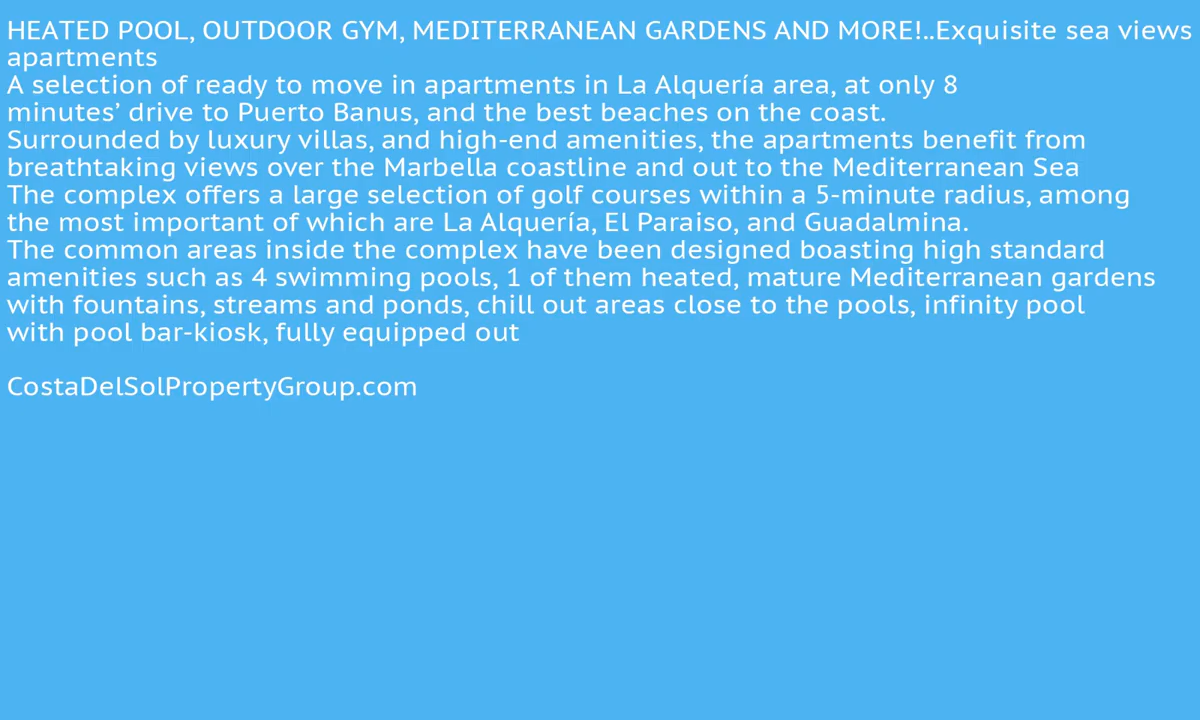 HEATED POOL, OUTDOOR GYM, MEDITERRANEAN GARDENS AND MORE!..Exquisite sea views
apartments
A selection of ready to move in apartments in La Alquería area, at only 8
minutes’ drive to Puerto Banus, and the best beaches on the coast.
Surrounded by luxury villas, and high-end amenities, the apartments benefit from
breathtaking views over the Marbella coastline and out to the Mediterranean Sea
The complex offers a large selection of golf courses within a 5-minute radius, among
the most important of which are La Alquería, El Paraiso, and Guadalmina.
The common areas inside the complex have been designed boasting high standard
amenities such as 4 swimming pools, 1 of them heated, mature Mediterranean gardens
with fountains, streams and ponds, chill out areas close to the pools, infinity pool
with pool bar-kiosk, fully equipped out
CostaDelSolPropertyGroup.com